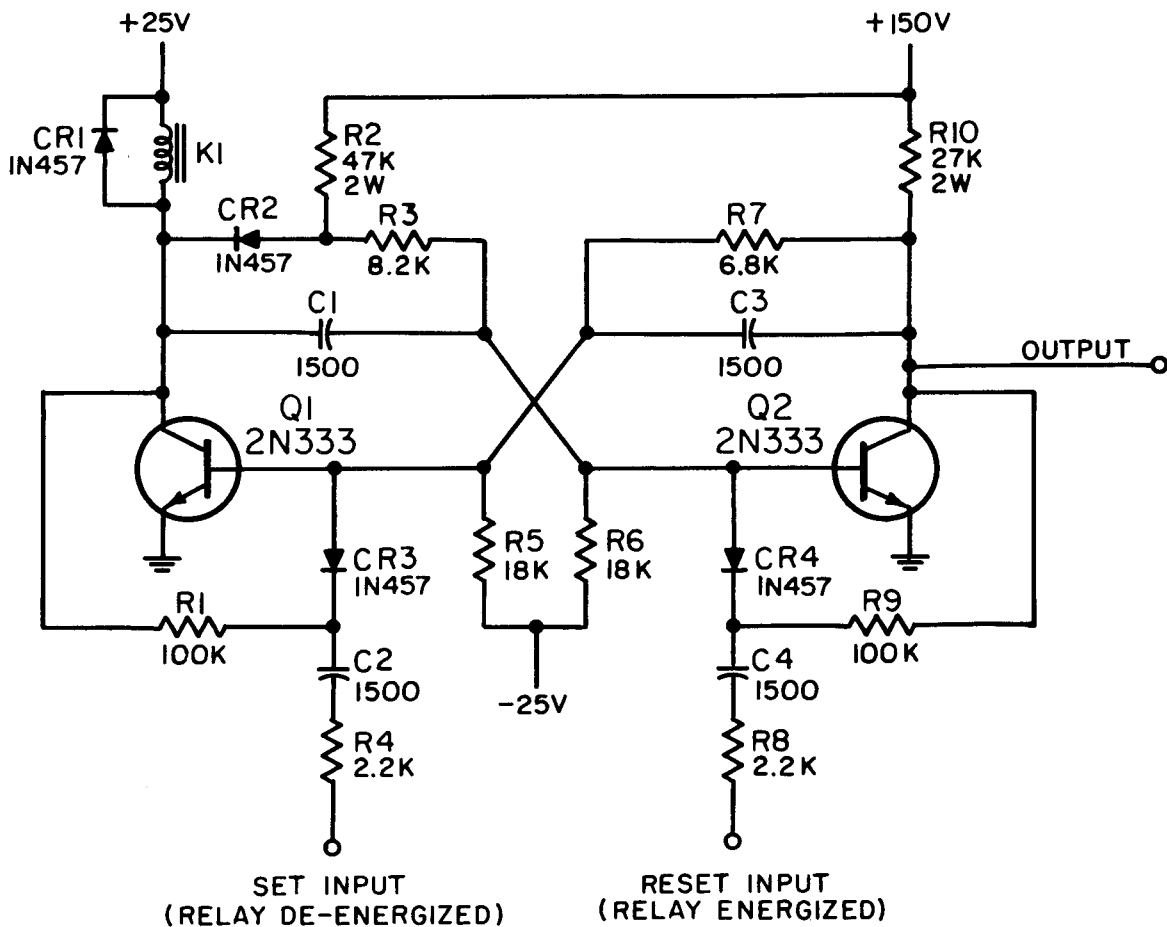 +25V
+150V
CR1
1N457
K1
R2
47K
2W
R10
27K
2W
CR2
1N457
R3
8.2K
R7
6.8K
C1
1500
C3
1500
OUTPUT
Q1
2N333
Q2
2N333
CR3
1N457
R5
18K
R6
18K
CR4
1N457
R1
100K
R9
100K
C2
1500
-25V
C4
1500
R4
2.2K
R8
2.2K
SET INPUT
(RELAY DE-ENERGIZED)
RESET INPUT
(RELAY ENERGIZED)